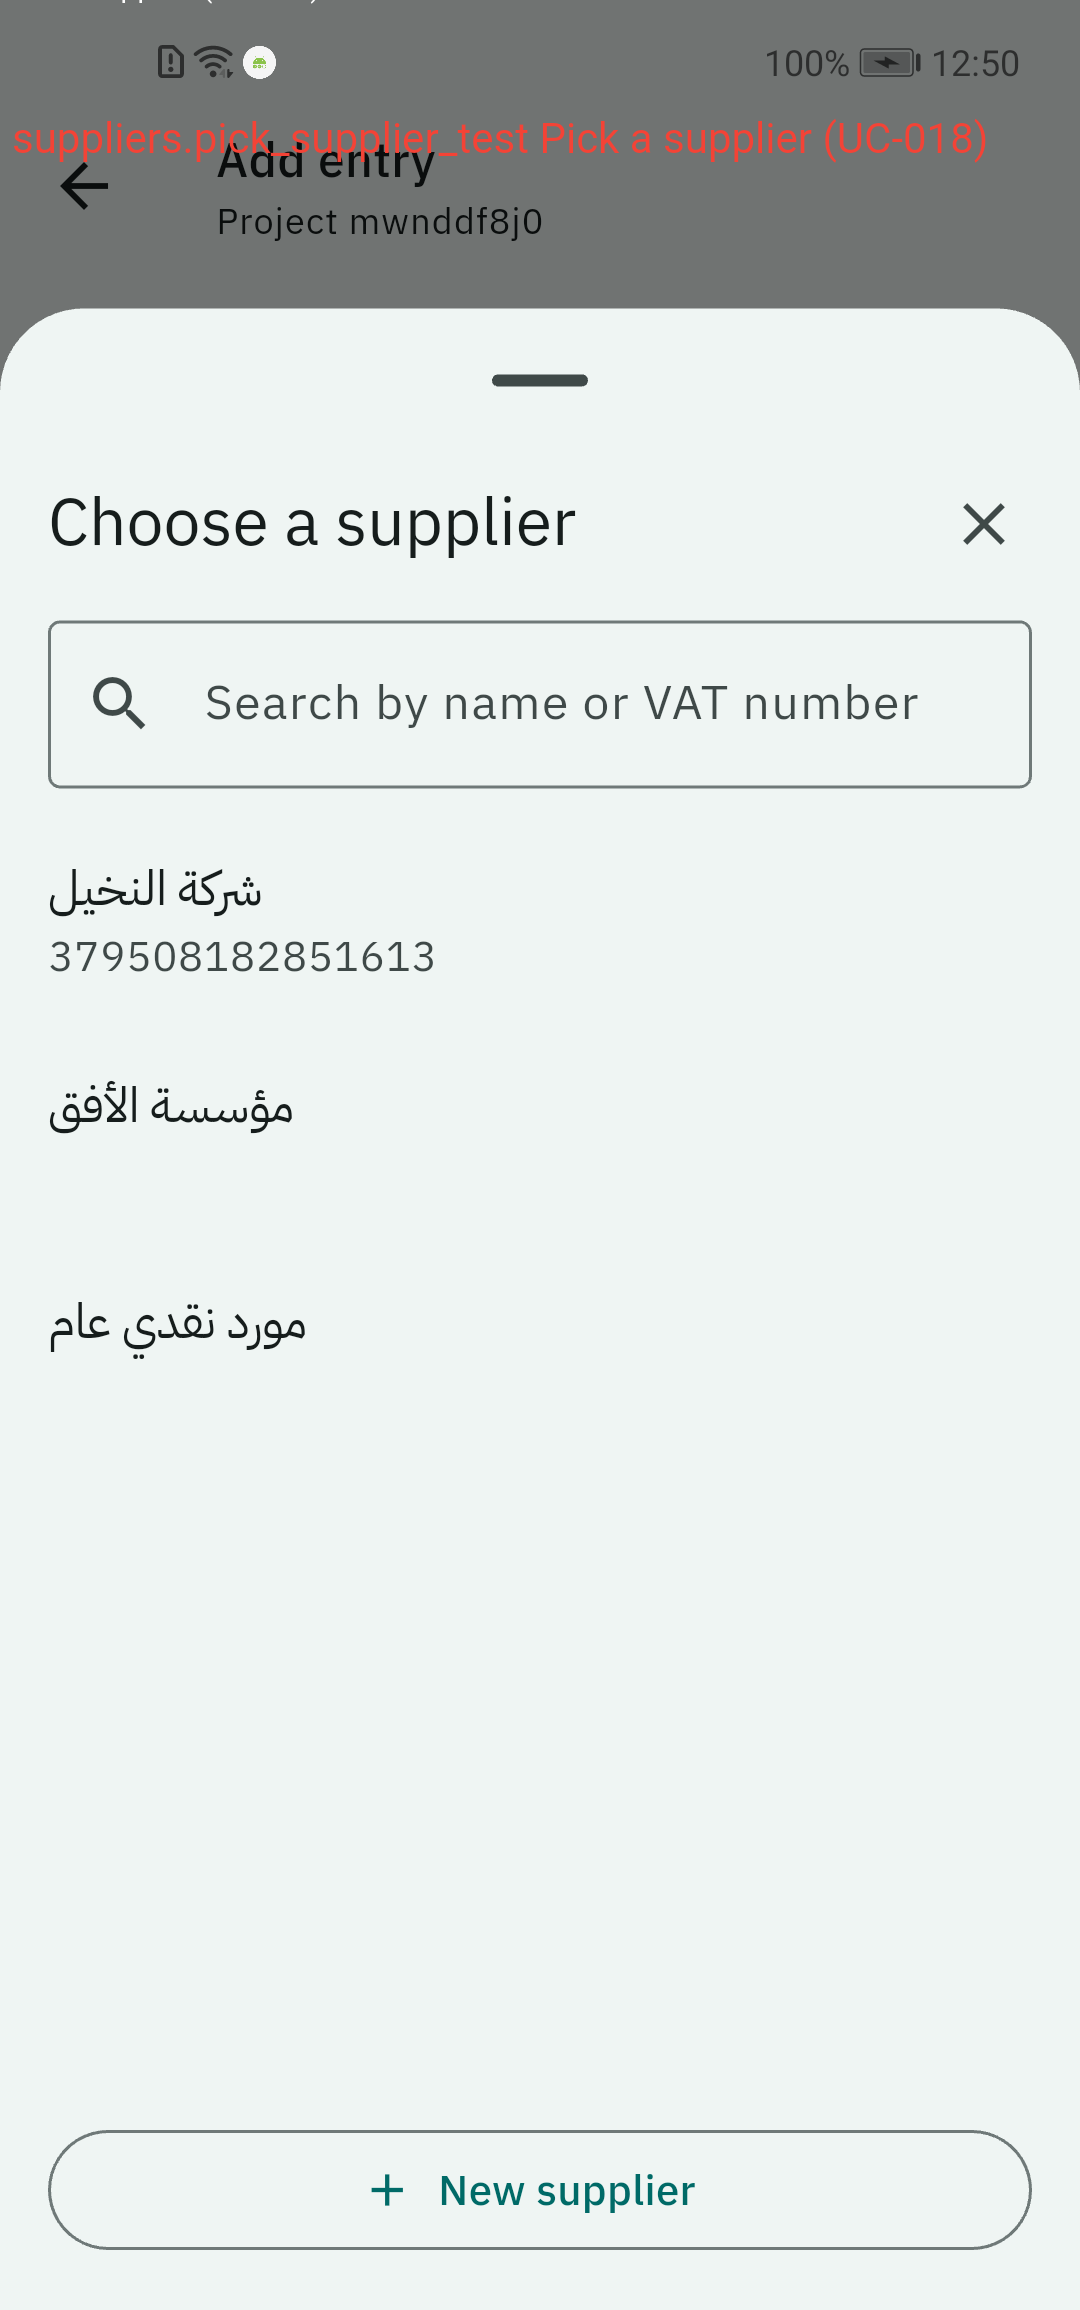 100% 12:50
suppliers.pick_supplier_test Pick a supplier (UC-018)
Add entry
Project mwnddf8j0
Choose a supplier
Search by name or VAT number
شركة النخيل
379508182851613
مؤسسة الأفق
مورد نقدي عام
+ New supplier